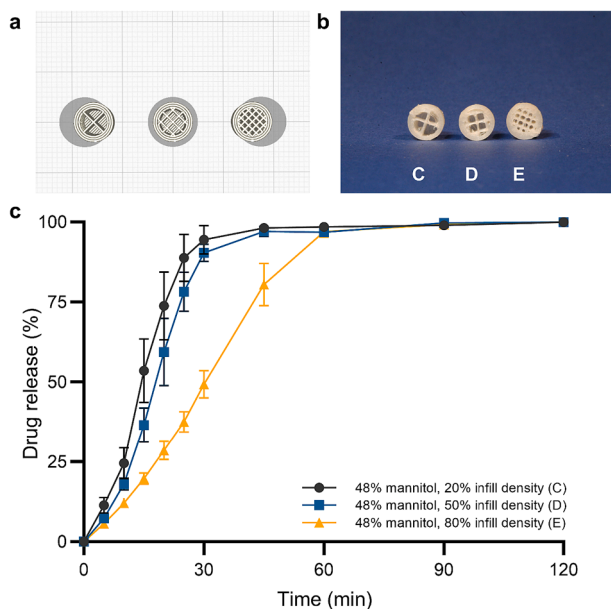 a
b
C D E
c
Drug release (%)
100
75
50
25
0
48% mannitol, 20% infill density (C)
48% mannitol, 50% infill density (D)
48% mannitol, 80% infill density (E)
0 30 60 90 120
Time (min)